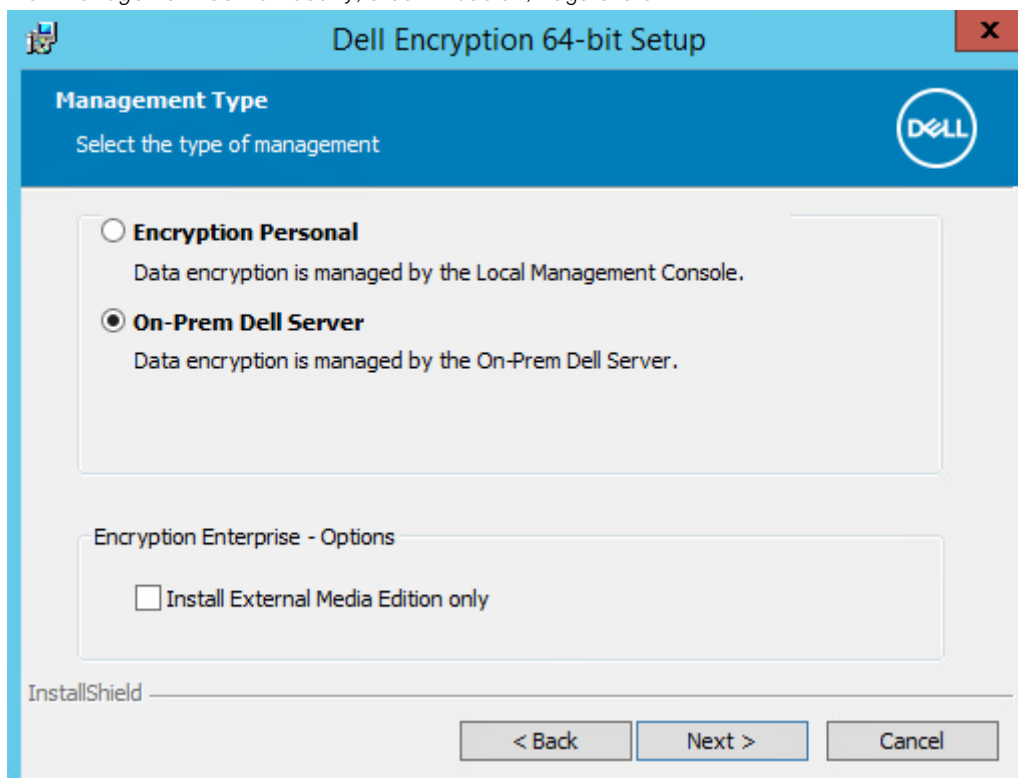 Dell Encryption 64-bit Setup
x
Management Type
Select the type of management
DELL
Encryption Personal
Data encryption is managed by the Local Management Console.
On-Prem Dell Server
Data encryption is managed by the On-Prem Dell Server.
Encryption Enterprise - Options
Install External Media Edition only
InstallShield
< Back Next > Cancel